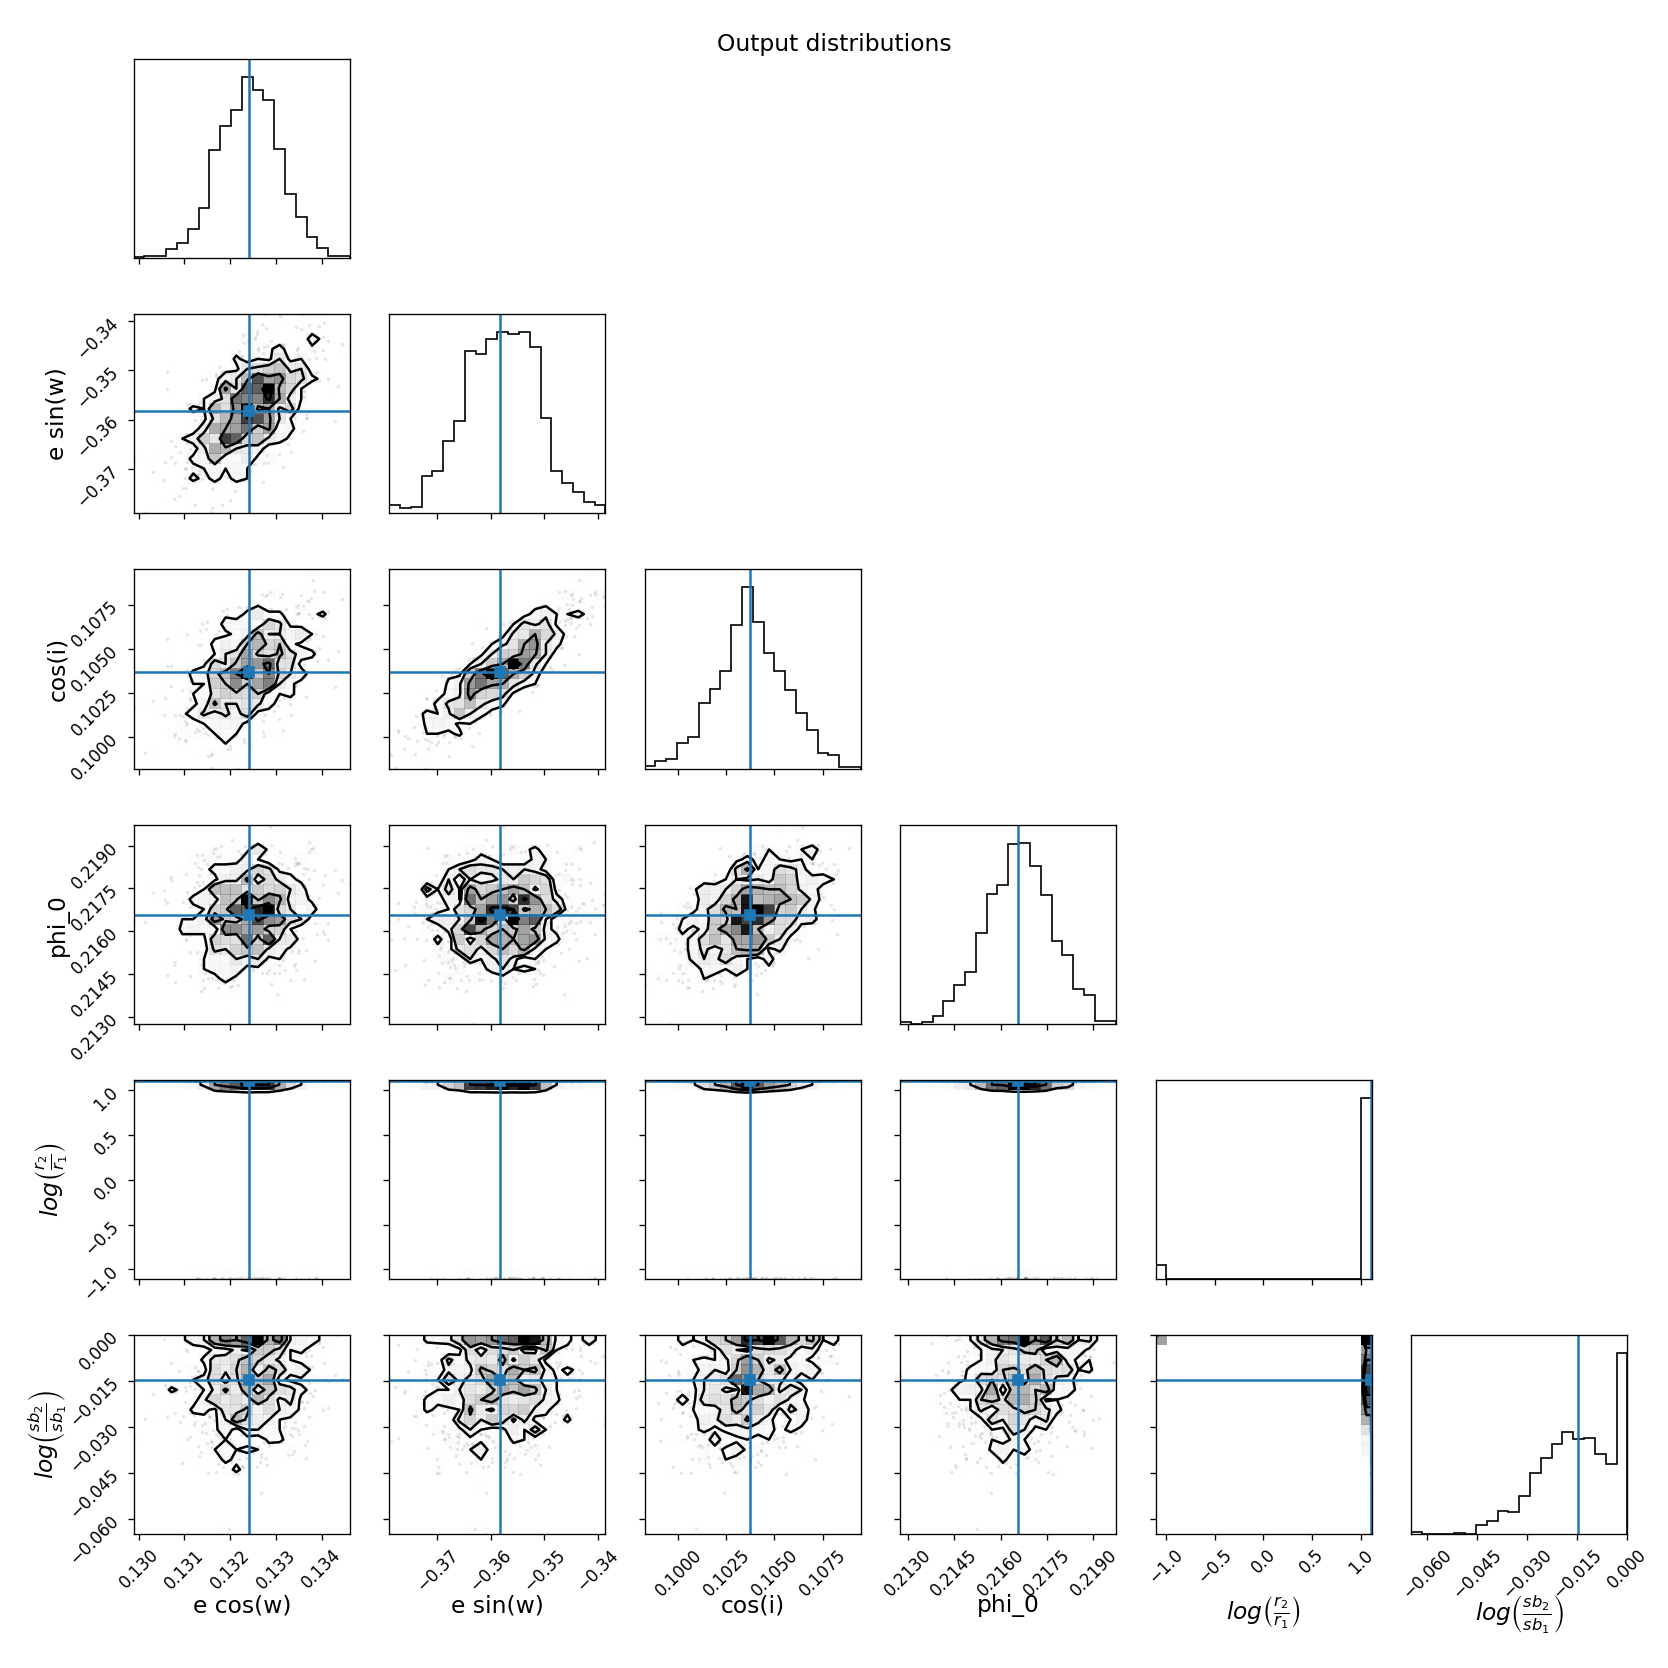 Output distributions
e sin(w)
−0.34
−0.35
−0.36
−0.37
cos(i)
0.1075
0.1050
0.1025
0.1000
phi_0
0.2190
0.2175
0.2160
0.2145
0.2130
log(r₂/r₁)
1.0
0.5
0.0
−0.5
−1.0
log(sb₂/sb₁)
0.000
−0.015
−0.030
−0.045
−0.060
0.130 0.131 0.132 0.133 0.134
−0.37 −0.36 −0.35 −0.34
0.1000 0.1025 0.1050 0.1075
0.2130 0.2145 0.2160 0.2175 0.2190
−1.0 −0.5 0.0 0.5 1.0
−0.060 −0.045 −0.030 −0.015 0.000
e cos(w)
e sin(w)
cos(i)
phi_0
log(r₂/r₁)
log(sb₂/sb₁)